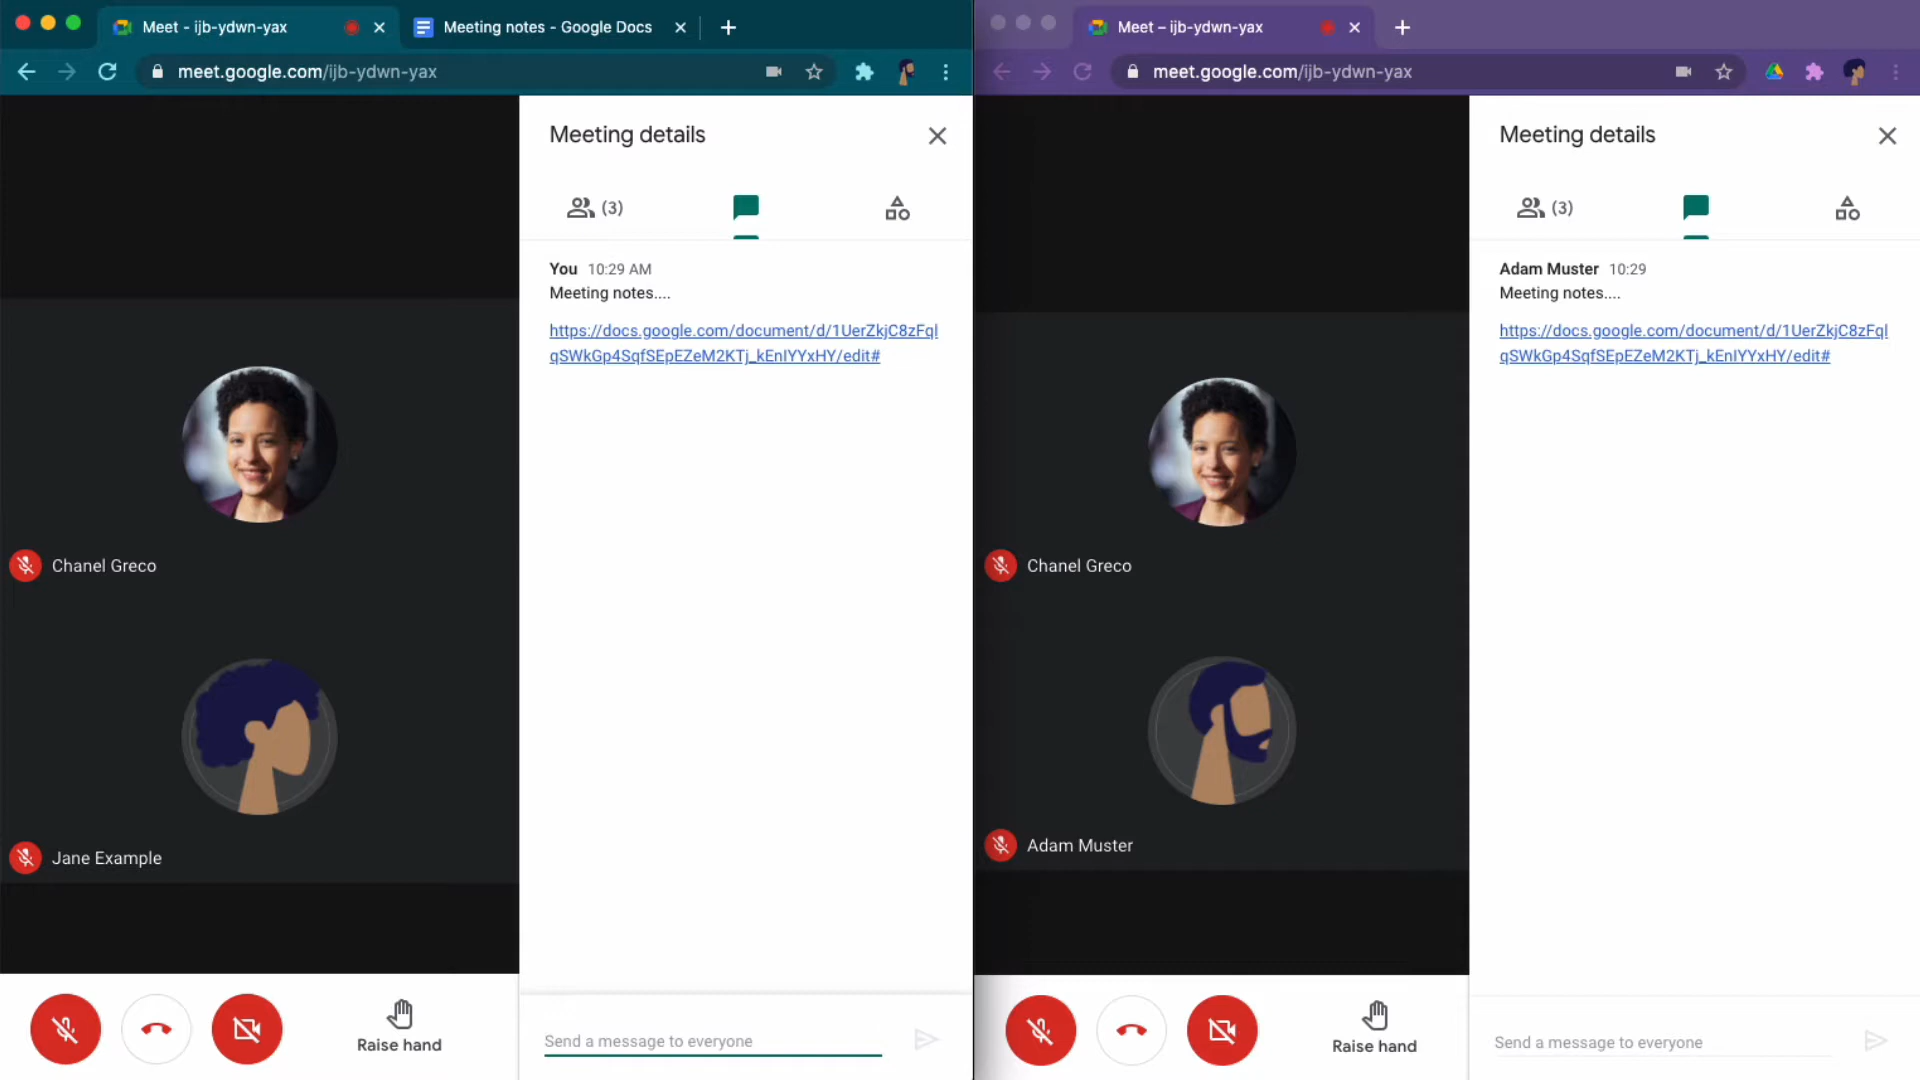 Meet - ijb-ydwn-yax
Meeting notes - Google Docs
meet.google.com/ijb-ydwn-yax
Meeting details
(3)
You 10:29 AM
Meeting notes....
https://docs.google.com/document/d/1UerZkjC8zFql
qSWkGp4SqfSEpEZeM2KTj_kEnIYYxHY/edit#
Chanel Greco
Jane Example
Raise hand
Send a message to everyone
Meet – ijb-ydwn-yax
meet.google.com/ijb-ydwn-yax
Meeting details
(3)
Adam Muster 10:29
Meeting notes....
https://docs.google.com/document/d/1UerZkjC8zFql
qSWkGp4SqfSEpEZeM2KTj_kEnIYYxHY/edit#
Chanel Greco
Adam Muster
Raise hand
Send a message to everyone